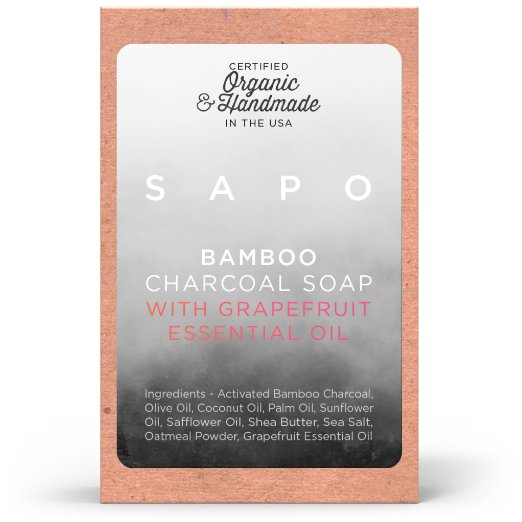 CERTIFIED
Organic
& Handmade
IN THE USA
SAPO
BAMBOO
CHARCOAL SOAP
WITH GRAPEFRUIT
ESSENTIAL OIL
Ingredients - Activated Bamboo Charcoal,
Olive Oil, Coconut Oil, Palm Oil, Sunflower
Oil, Safflower Oil, Shea Butter, Sea Salt,
Oatmeal Powder, Grapefruit Essential Oil